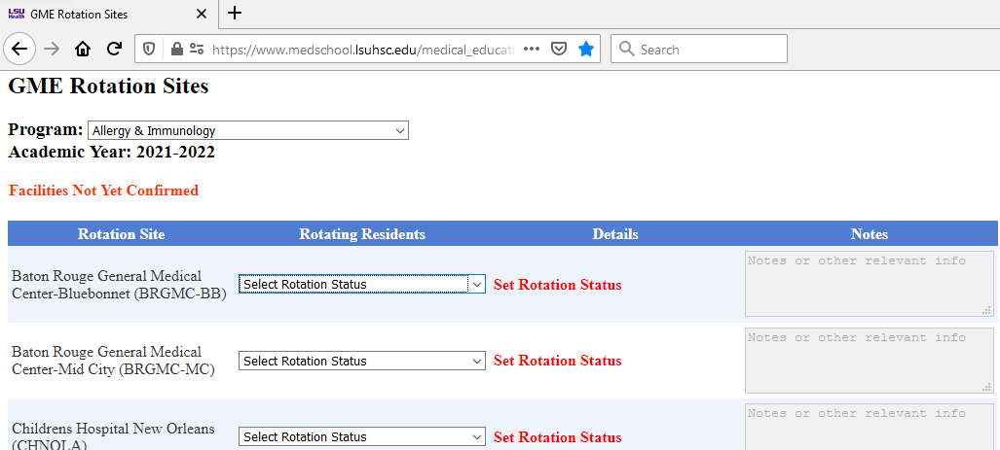 LSU Health GME Rotation Sites
https://www.medschool.lsuhsc.edu/medical_educati
Search
GME Rotation Sites
Program: Allergy & Immunology
Academic Year: 2021-2022
Facilities Not Yet Confirmed
Rotation Site Rotating Residents Details Notes
Baton Rouge General Medical
Center-Bluebonnet (BRGMC-BB)
Select Rotation Status Set Rotation Status
Notes or other relevant info
Baton Rouge General Medical
Center-Mid City (BRGMC-MC)
Select Rotation Status Set Rotation Status
Notes or other relevant info
Childrens Hospital New Orleans
(CHNOLA)
Select Rotation Status Set Rotation Status
Notes or other relevant info